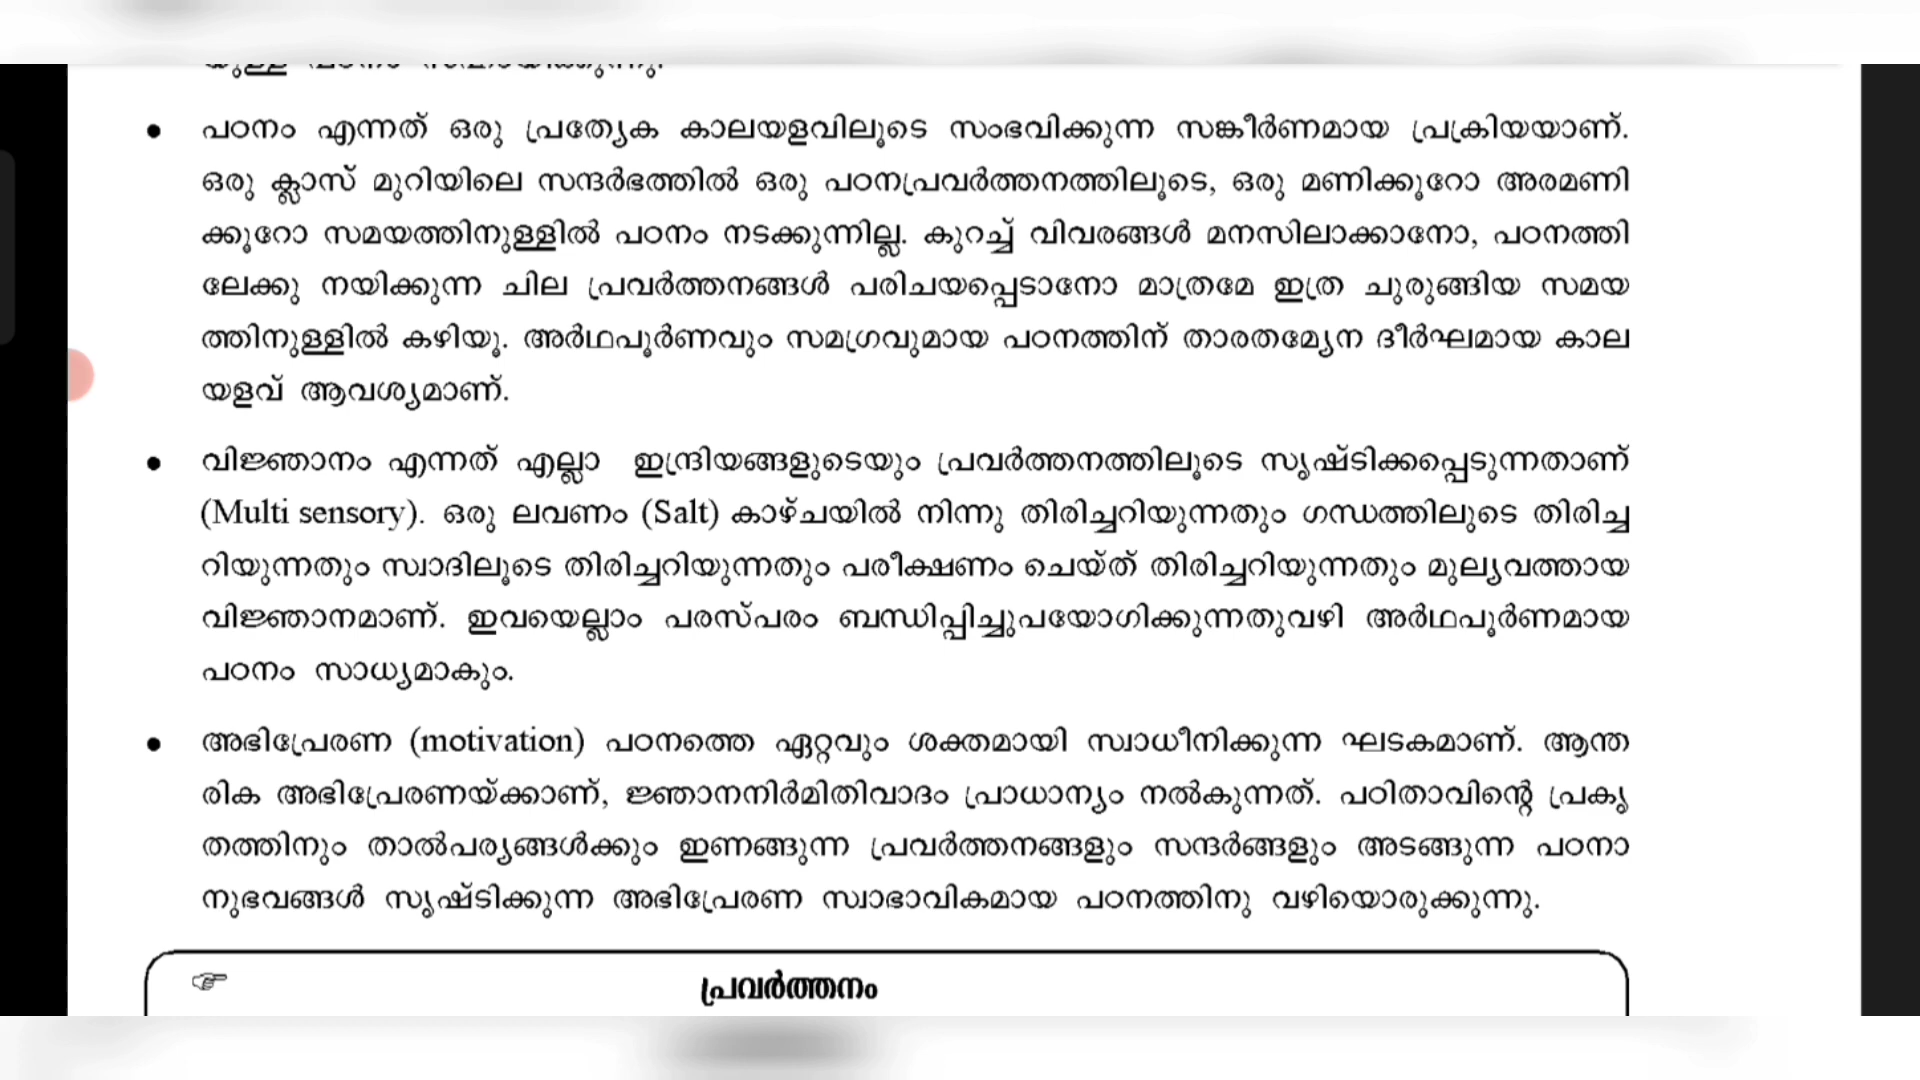 • പഠനം എന്നത് ഒരു പ്രത്യേക കാലയളവിലൂടെ സംഭവിക്കുന്ന സങ്കീർണമായ പ്രക്രിയയാണ്.
ഒരു ക്ലാസ് മുറിയിലെ സന്ദർഭത്തിൽ ഒരു പഠനപ്രവർത്തനത്തിലൂടെ, ഒരു മണിക്കൂറോ അരമണി
ക്കൂറോ സമയത്തിനുള്ളിൽ പഠനം നടക്കുന്നില്ല. കുറച്ച് വിവരങ്ങൾ മനസിലാക്കാനോ, പഠനത്തി
ലേക്കു നയിക്കുന്ന ചില പ്രവർത്തനങ്ങൾ പരിചയപ്പെടാനോ മാത്രമേ ഇത്ര ചുരുങ്ങിയ സമയ
ത്തിനുള്ളിൽ കഴിയൂ. അർഥപൂർണവും സമഗ്രവുമായ പഠനത്തിന് താരതമ്യേന ദീർഘമായ കാല
യളവ് ആവശ്യമാണ്.
• വിജ്ഞാനം എന്നത് എല്ലാ ഇന്ദ്രിയങ്ങളുടെയും പ്രവർത്തനത്തിലൂടെ സൃഷ്ടിക്കപ്പെടുന്നതാണ്
(Multi sensory). ഒരു ലവണം (Salt) കാഴ്ചയിൽ നിന്നു തിരിച്ചറിയുന്നതും ഗന്ധത്തിലുടെ തിരിച്ച
റിയുന്നതും സ്വാദിലൂടെ തിരിച്ചറിയുന്നതും പരീക്ഷണം ചെയ്ത് തിരിച്ചറിയുന്നതും മുല്യവത്തായ
വിജ്ഞാനമാണ്. ഇവയെല്ലാം പരസ്പരം ബന്ധിപ്പിച്ചുപയോഗിക്കുന്നതുവഴി അർഥപൂർണമായ
പഠനം സാധ്യമാകും.
• അഭിപ്രേരണ (motivation) പഠനത്തെ ഏറ്റവും ശക്തമായി സ്വാധീനിക്കുന്ന ഘടകമാണ്. ആന്ത
രിക അഭിപ്രേരണയ്ക്കാണ്, ജ്ഞാനനിർമിതിവാദം പ്രാധാന്യം നൽകുന്നത്. പഠിതാവിന്റെ പ്രകൃ
തത്തിനും താൽപര്യങ്ങൾക്കും ഇണങ്ങുന്ന പ്രവർത്തനങ്ങളും സന്ദർങ്ങളും അടങ്ങുന്ന പഠനാ
നുഭവങ്ങൾ സൃഷ്ടിക്കുന്ന അഭിപ്രേരണ സ്വാഭാവികമായ പഠനത്തിനു വഴിയൊരുക്കുന്നു.
പ്രവർത്തനം